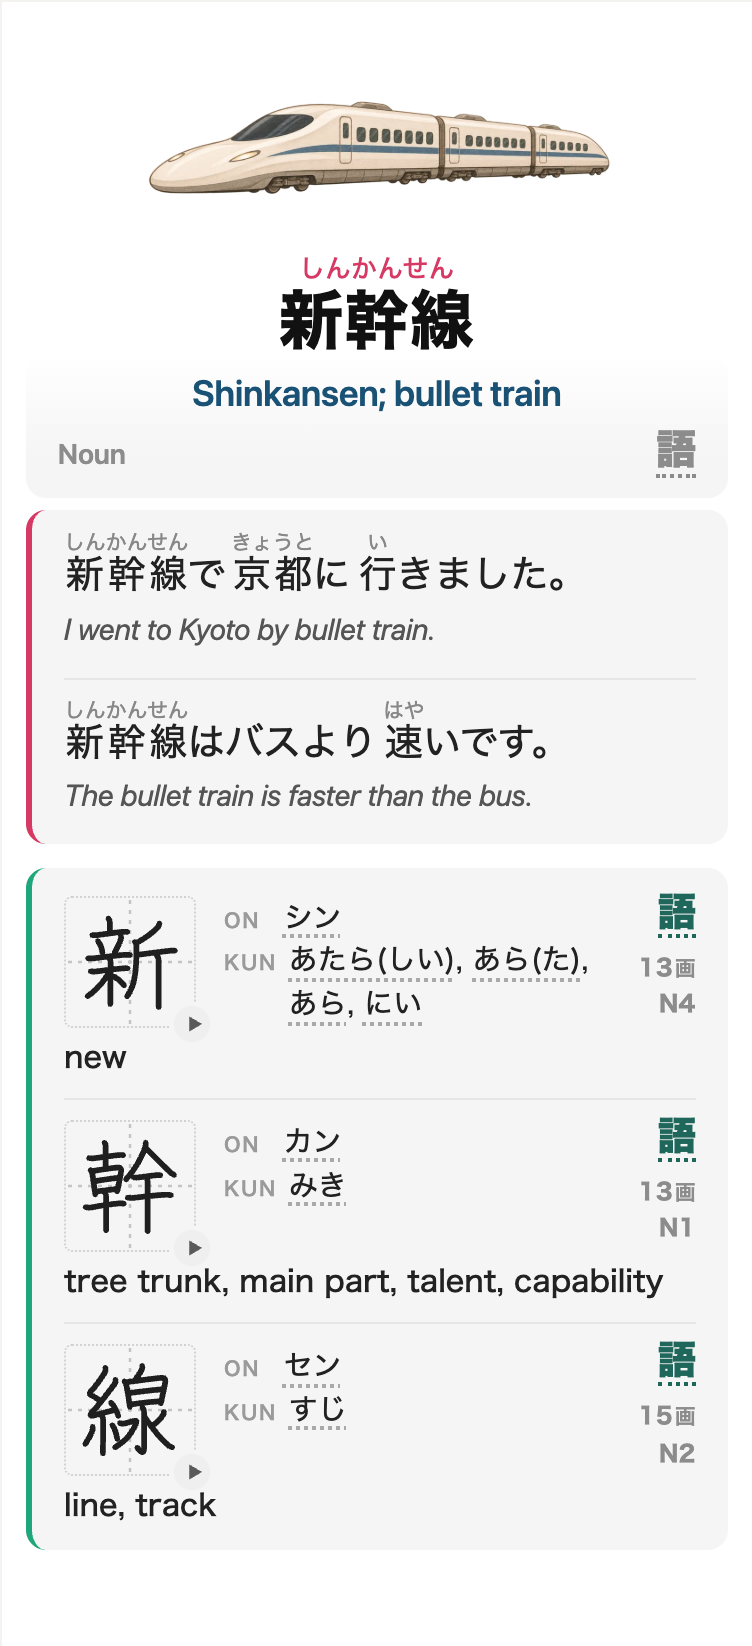 しんかんせん
新幹線
Shinkansen; bullet train
Noun 語
しんかんせん きょうと い
新幹線で 京都に 行きました。
I went to Kyoto by bullet train.
しんかんせん はや
新幹線はバスより 速いです。
The bullet train is faster than the bus.
新 ON シン 語
KUN あたら(しい), あら(た), 13画
あら, にい N4
new
幹 ON カン 語
KUN みき 13画
N1
tree trunk, main part, talent, capability
線 ON セン 語
KUN すじ 15画
N2
line, track